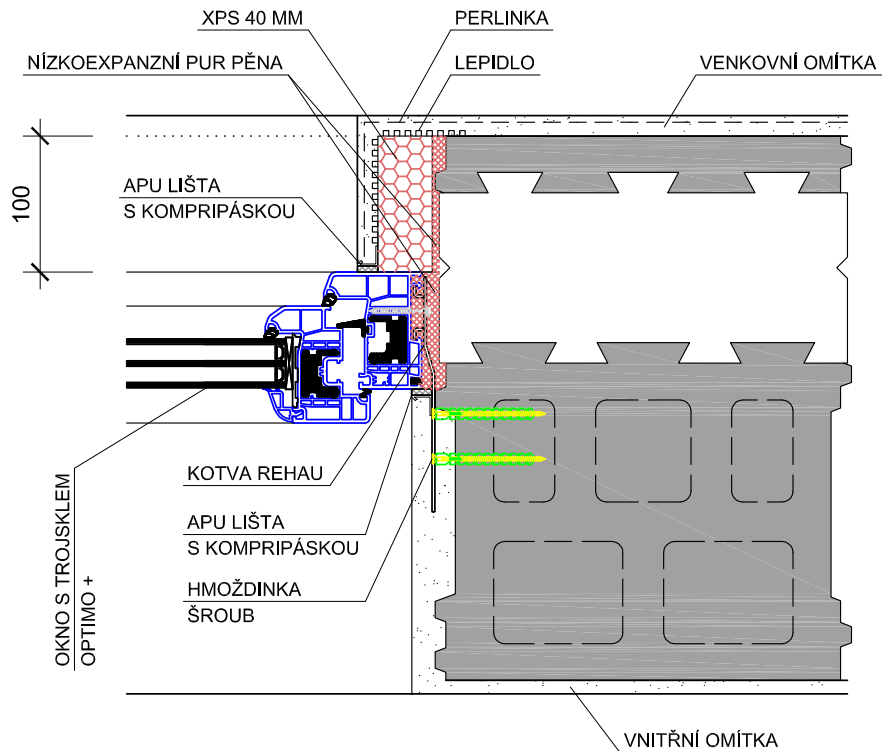 XPS 40 MM
PERLINKA
NÍZKOEXPANZNÍ PUR PĚNA
LEPIDLO
VENKOVNÍ OMÍTKA
100
APU LIŠTA
S KOMPRIPÁSKOU
KOTVA REHAU
APU LIŠTA
S KOMPRIPÁSKOU
HMOŽDINKA
ŠROUB
OKNO S TROJSKLEM
OPTIMO +
VNITŘNÍ OMÍTKA